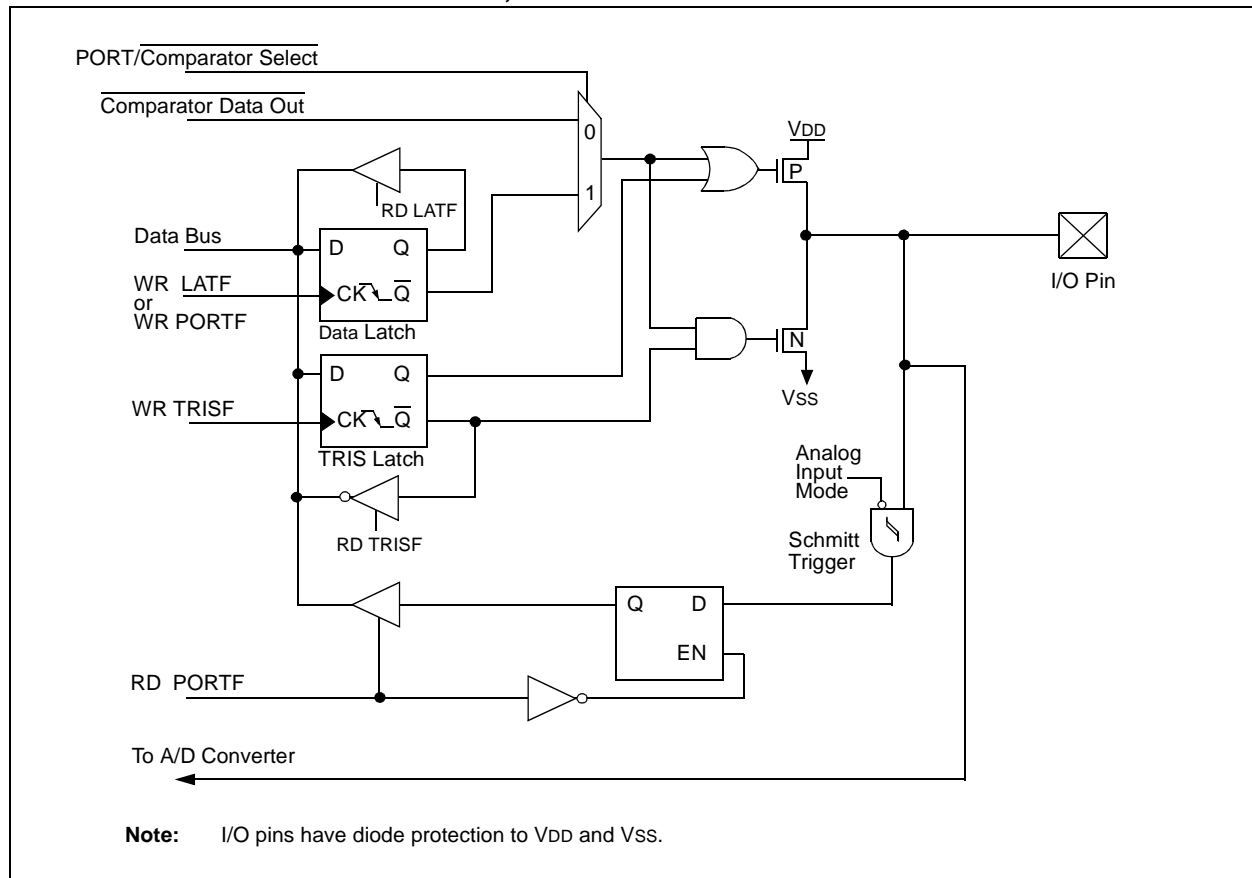 PORT/Comparator Select
Comparator Data Out
0
1
VDD
P
RD LATF
Data Bus
D Q
WR LATF
or
WR PORTF
CK Q
Data Latch
I/O Pin
N
VSS
D Q
WR TRISF
CK Q
TRIS Latch
RD TRISF
Analog
Input
Mode
Schmitt
Trigger
Q D
EN
RD PORTF
To A/D Converter
Note: I/O pins have diode protection to VDD and VSS.